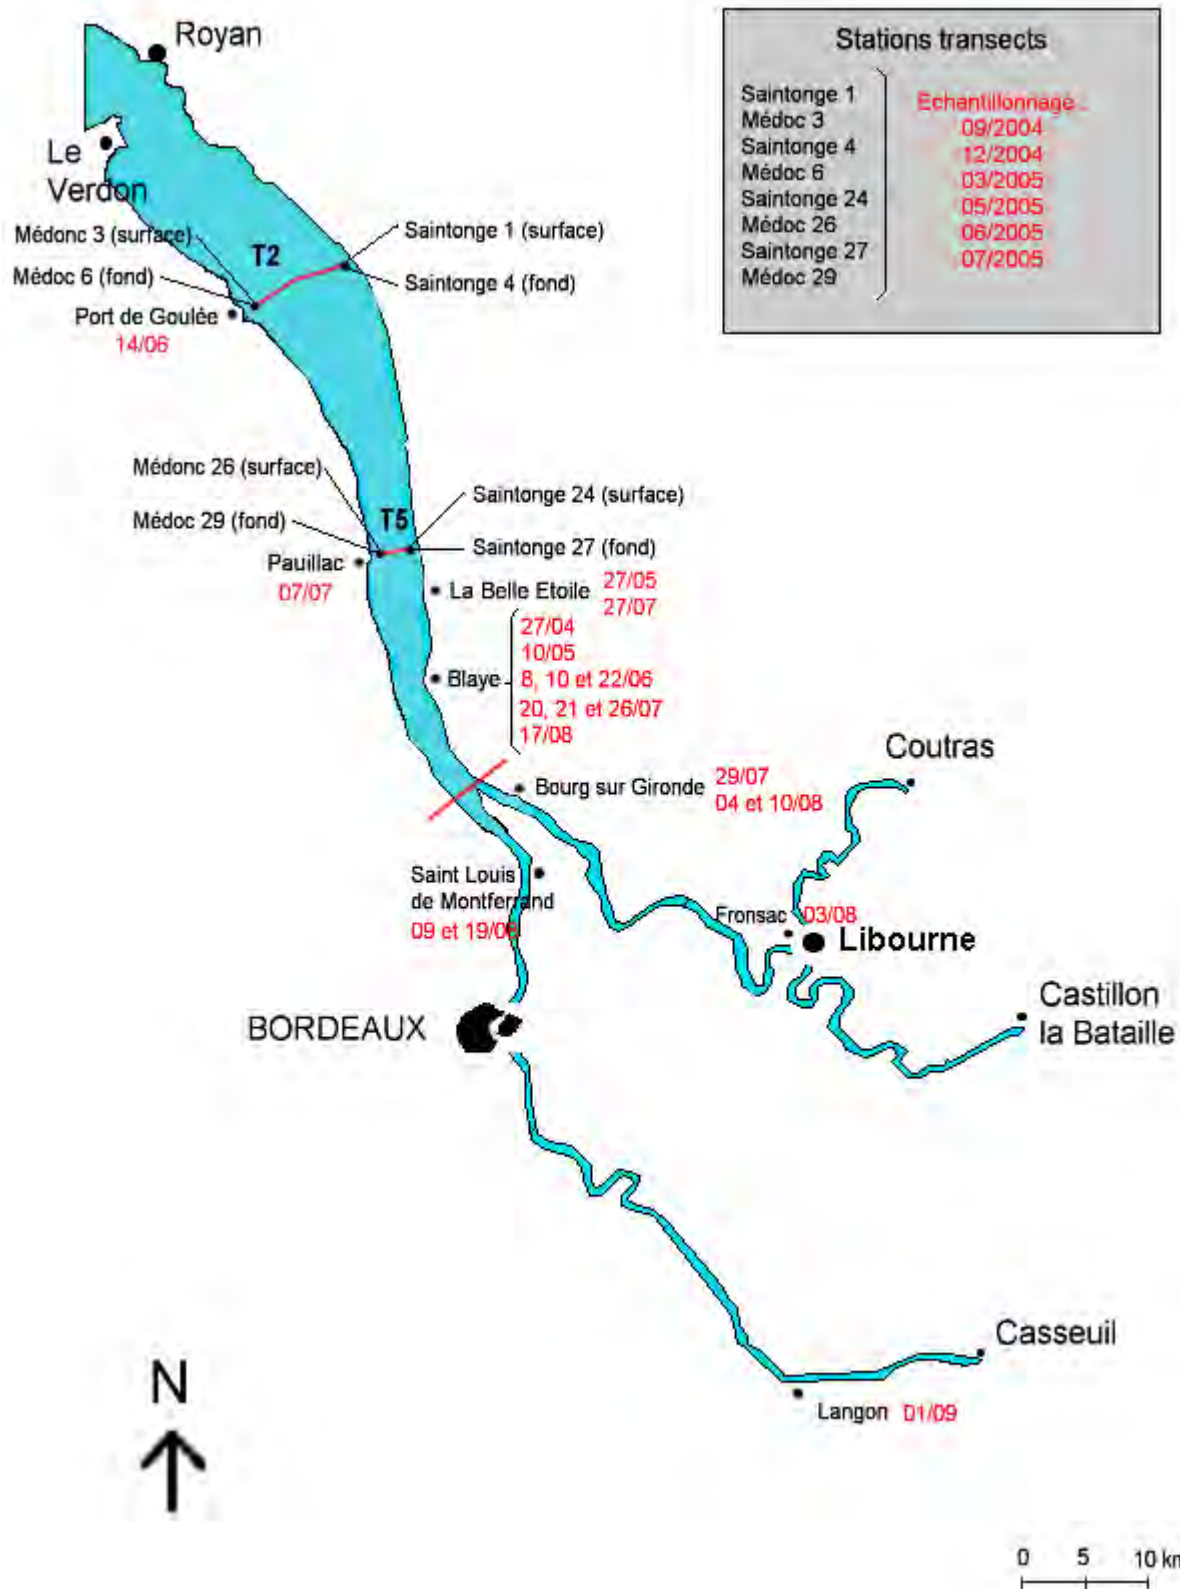 Royan
Stations transects
Saintonge 1
Médoc 3
Saintonge 4
Médoc 6
Saintonge 24
Médoc 26
Saintonge 27
Médoc 29
Echantillonnage :
09/2004
12/2004
03/2005
05/2005
06/2005
07/2005
Le
Verdon
Médonc 3 (surface)
T2
Saintonge 1 (surface)
Médoc 6 (fond)
Saintonge 4 (fond)
Port de Goulée
14/06
Médonc 26 (surface)
Saintonge 24 (surface)
Médoc 29 (fond)
T5
Saintonge 27 (fond)
Pauillac
07/07
La Belle Etoile
27/05
27/07
Blaye
27/04
10/05
8, 10 et 22/06
20, 21 et 26/07
17/08
Coutras
Bourg sur Gironde
29/07
04 et 10/08
Saint Louis
de Montferrand
09 et 19/08
Fronsac
03/08
Libourne
Castillon
la Bataille
BORDEAUX
Casseuil
Langon 01/09
N
0 5 10 km